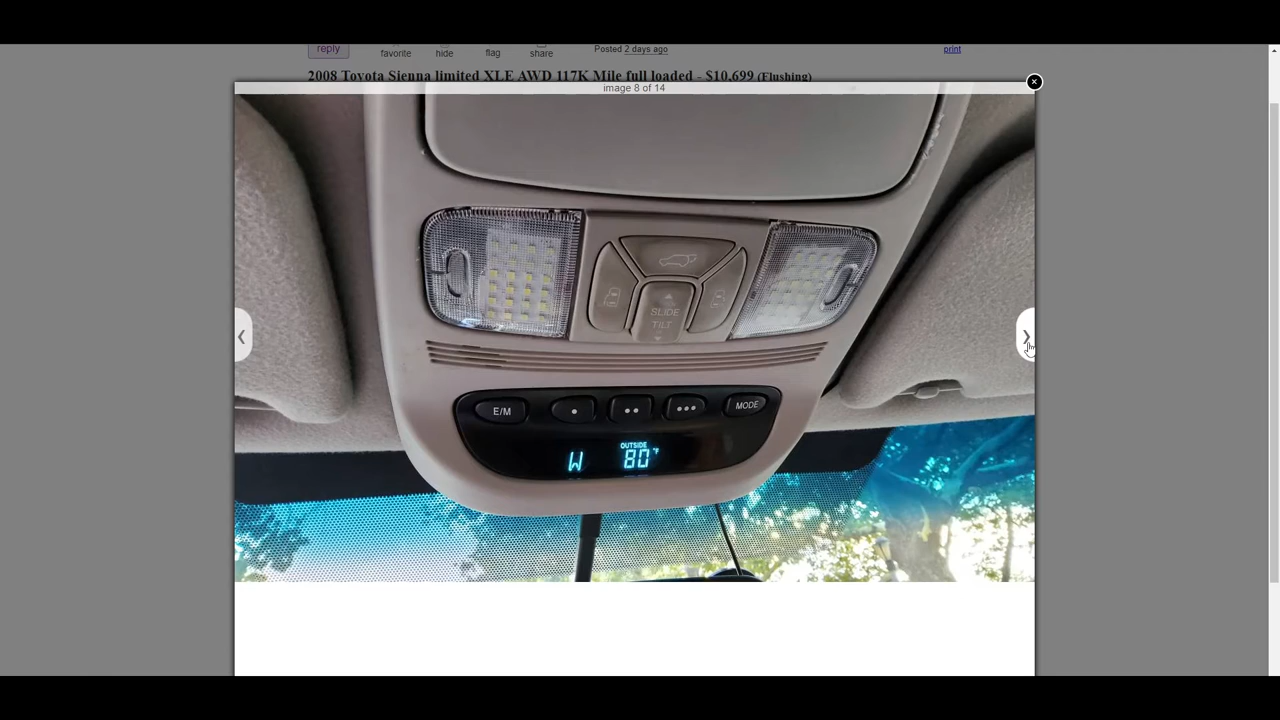 reply
favorite
hide
flag
share
Posted 2 days ago
print
2008 Toyota Sienna limited XLE AWD 117K Mile full loaded - $10,699 (Flushing)
image 8 of 14
SLIDE
TILT
E/M
MODE
OUTSIDE
W 80°F